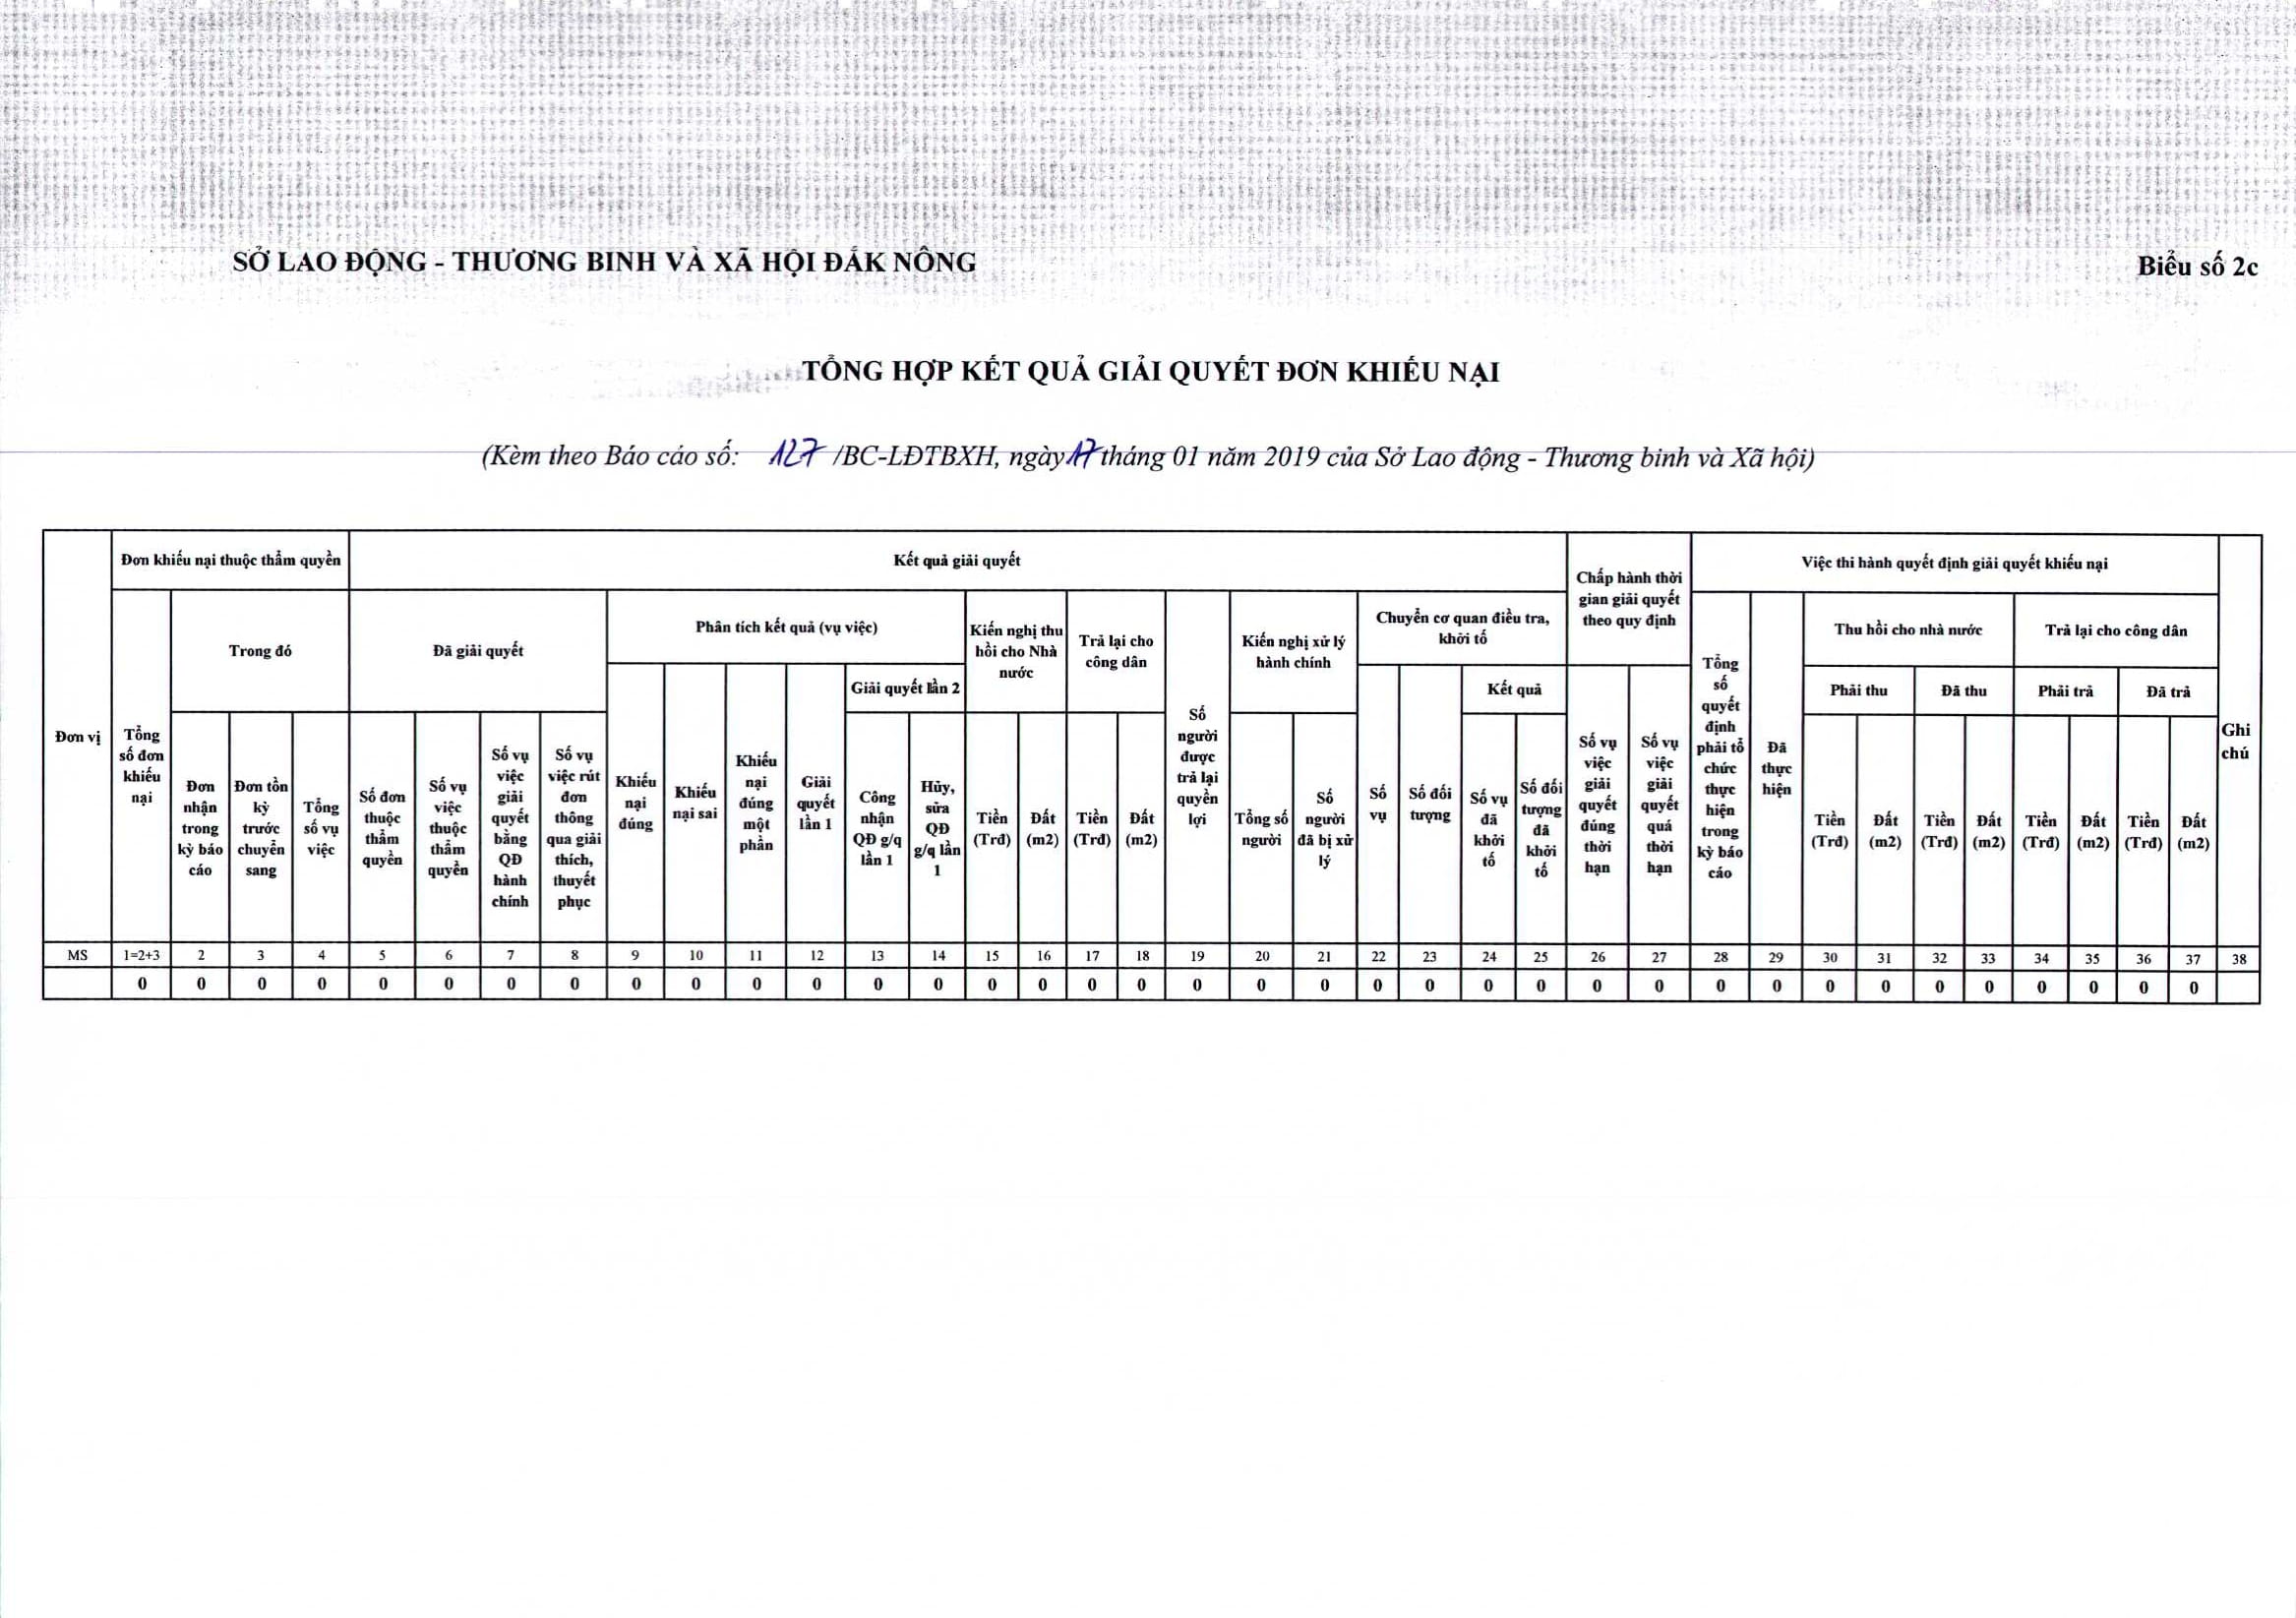 SỞ LAO ĐỘNG - THƯƠNG BINH VÀ XÃ HỘI ĐẮK NÔNG
Biểu số 2c
TỔNG HỢP KẾT QUẢ GIẢI QUYẾT ĐƠN KHIẾU NẠI
(Kèm theo Báo cáo số: 127 /BC-LĐTBXH, ngày 17 tháng 01 năm 2019 của Sở Lao động - Thương binh và Xã hội)
Đơn vị
Đơn khiếu nại thuộc thẩm quyền
Tổng số đơn khiếu nại
Trong đó
Đơn nhận trong kỳ báo cáo
Đơn tồn kỳ trước chuyển sang
Tổng số vụ việc
Kết quả giải quyết
Đã giải quyết
Số đơn thuộc thẩm quyền
Số vụ việc thuộc thẩm quyền
Số vụ việc giải quyết bằng QĐ hành chính
Số vụ việc rút đơn thông qua giải thích, thuyết phục
Phân tích kết quả (vụ việc)
Khiếu nại đúng
Khiếu nại sai
Khiếu nại đúng một phần
Giải quyết lần 1
Giải quyết lần 2
Công nhận QĐ g/q lần 1
Hủy, sửa QĐ g/q lần 1
Kiến nghị thu hồi cho Nhà nước
Tiền (Trđ)
Đất (m2)
Trả lại cho công dân
Tiền (Trđ)
Đất (m2)
Số người được trả lại quyền lợi
Kiến nghị xử lý hành chính
Tổng số người
Số người đã bị xử lý
Chuyển cơ quan điều tra, khởi tố
Số vụ
Số đối tượng
Kết quả
Số vụ đã khởi tố
Số đối tượng đã khởi tố
Chấp hành thời gian giải quyết theo quy định
Số vụ việc giải quyết đúng thời hạn
Số vụ việc giải quyết quá thời hạn
Việc thi hành quyết định giải quyết khiếu nại
Tổng số quyết định phải tổ chức thực hiện trong kỳ báo cáo
Đã thực hiện
Thu hồi cho nhà nước
Phải thu
Tiền (Trđ)
Đất (m2)
Đã thu
Tiền (Trđ)
Đất (m2)
Trả lại cho công dân
Phải trả
Tiền (Trđ)
Đất (m2)
Đã trả
Tiền (Trđ)
Đất (m2)
Ghi chú
MS 1=2+3 2 3 4 5 6 7 8 9 10 11 12 13 14 15 16 17 18 19 20 21 22 23 24 25 26 27 28 29 30 31 32 33 34 35 36 37 38
0 0 0 0 0 0 0 0 0 0 0 0 0 0 0 0 0 0 0 0 0 0 0 0 0 0 0 0 0 0 0 0 0 0 0 0 0